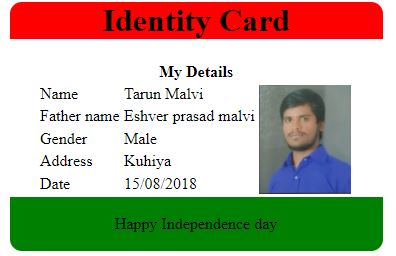 Identity Card
My Details
Name Tarun Malvi
Father name Eshver prasad malvi
Gender Male
Address Kuhiya
Date 15/08/2018
Happy Independence day